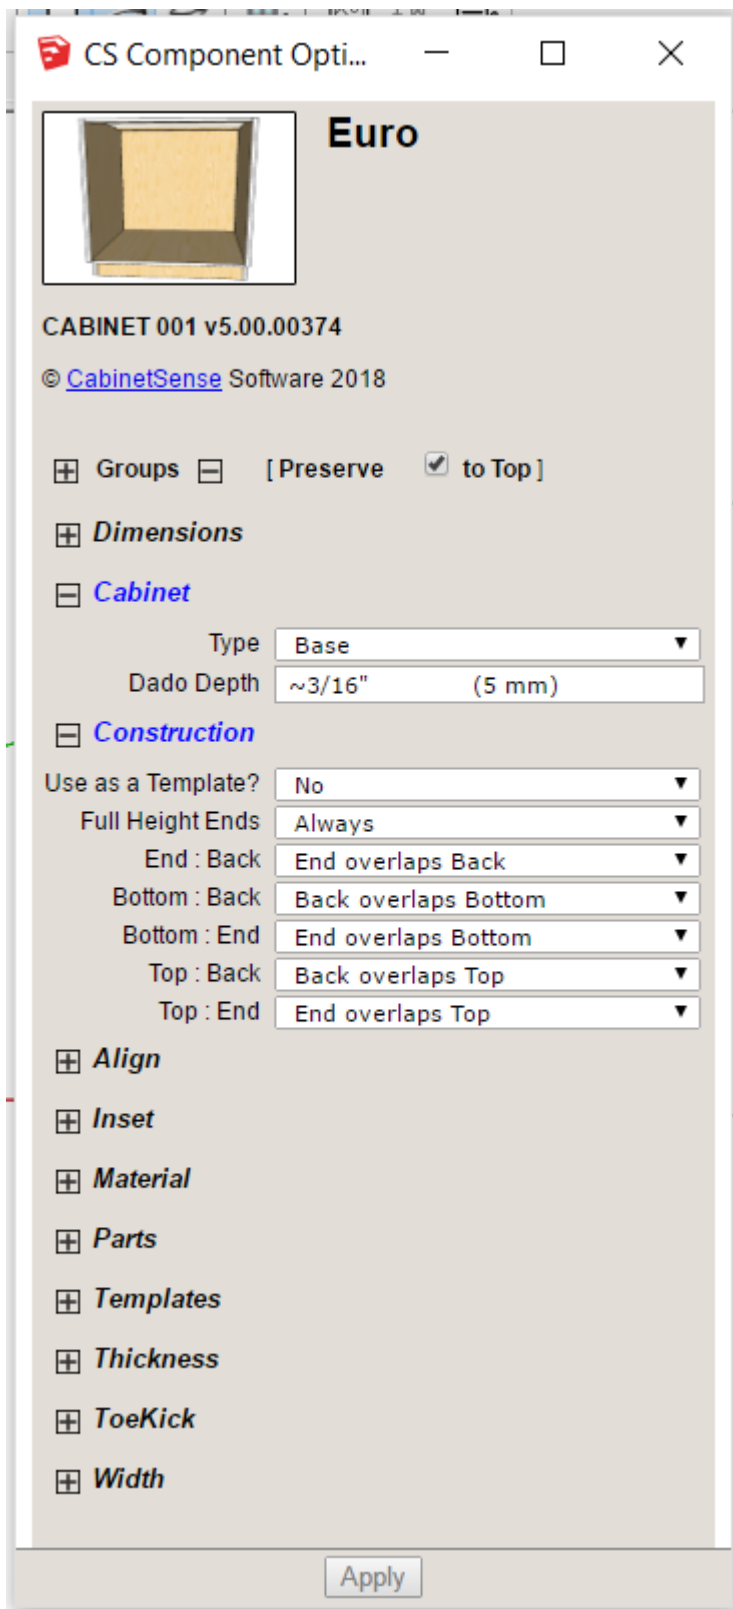 CS Component Opti...
Euro
CABINET 001 v5.00.00374
© CabinetSense Software 2018
Groups [ Preserve to Top ]
Dimensions
Cabinet
Type Base
Dado Depth ~3/16" (5 mm)
Construction
Use as a Template? No
Full Height Ends Always
End : Back End overlaps Back
Bottom : Back Back overlaps Bottom
Bottom : End End overlaps Bottom
Top : Back Back overlaps Top
Top : End End overlaps Top
Align
Inset
Material
Parts
Templates
Thickness
ToeKick
Width
Apply